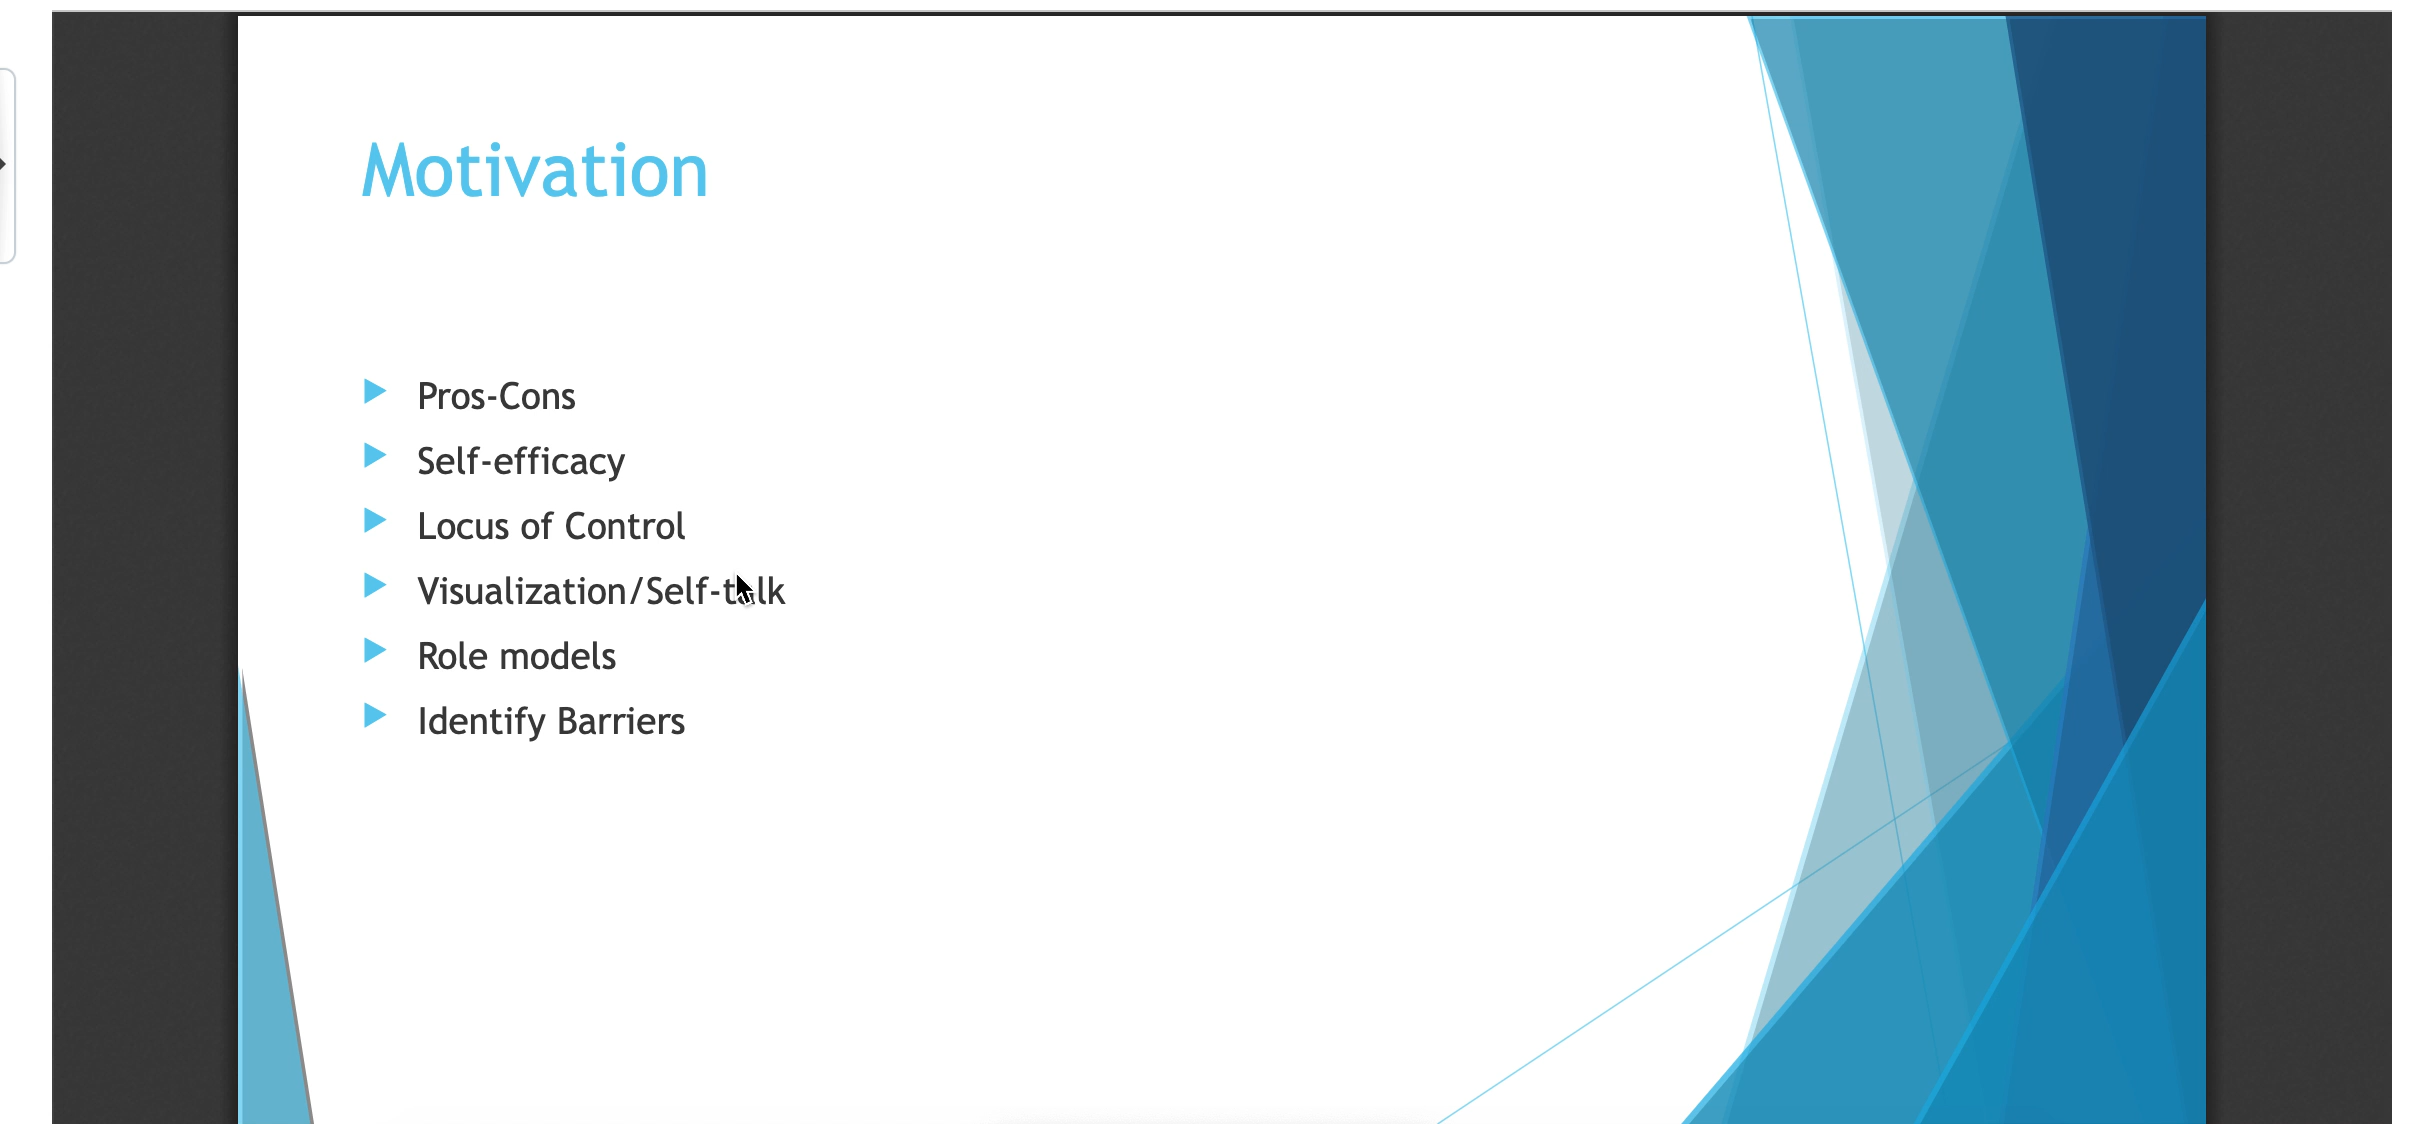 Motivation
Pros-Cons
Self-efficacy
Locus of Control
Visualization/Self-talk
Role models
Identify Barriers